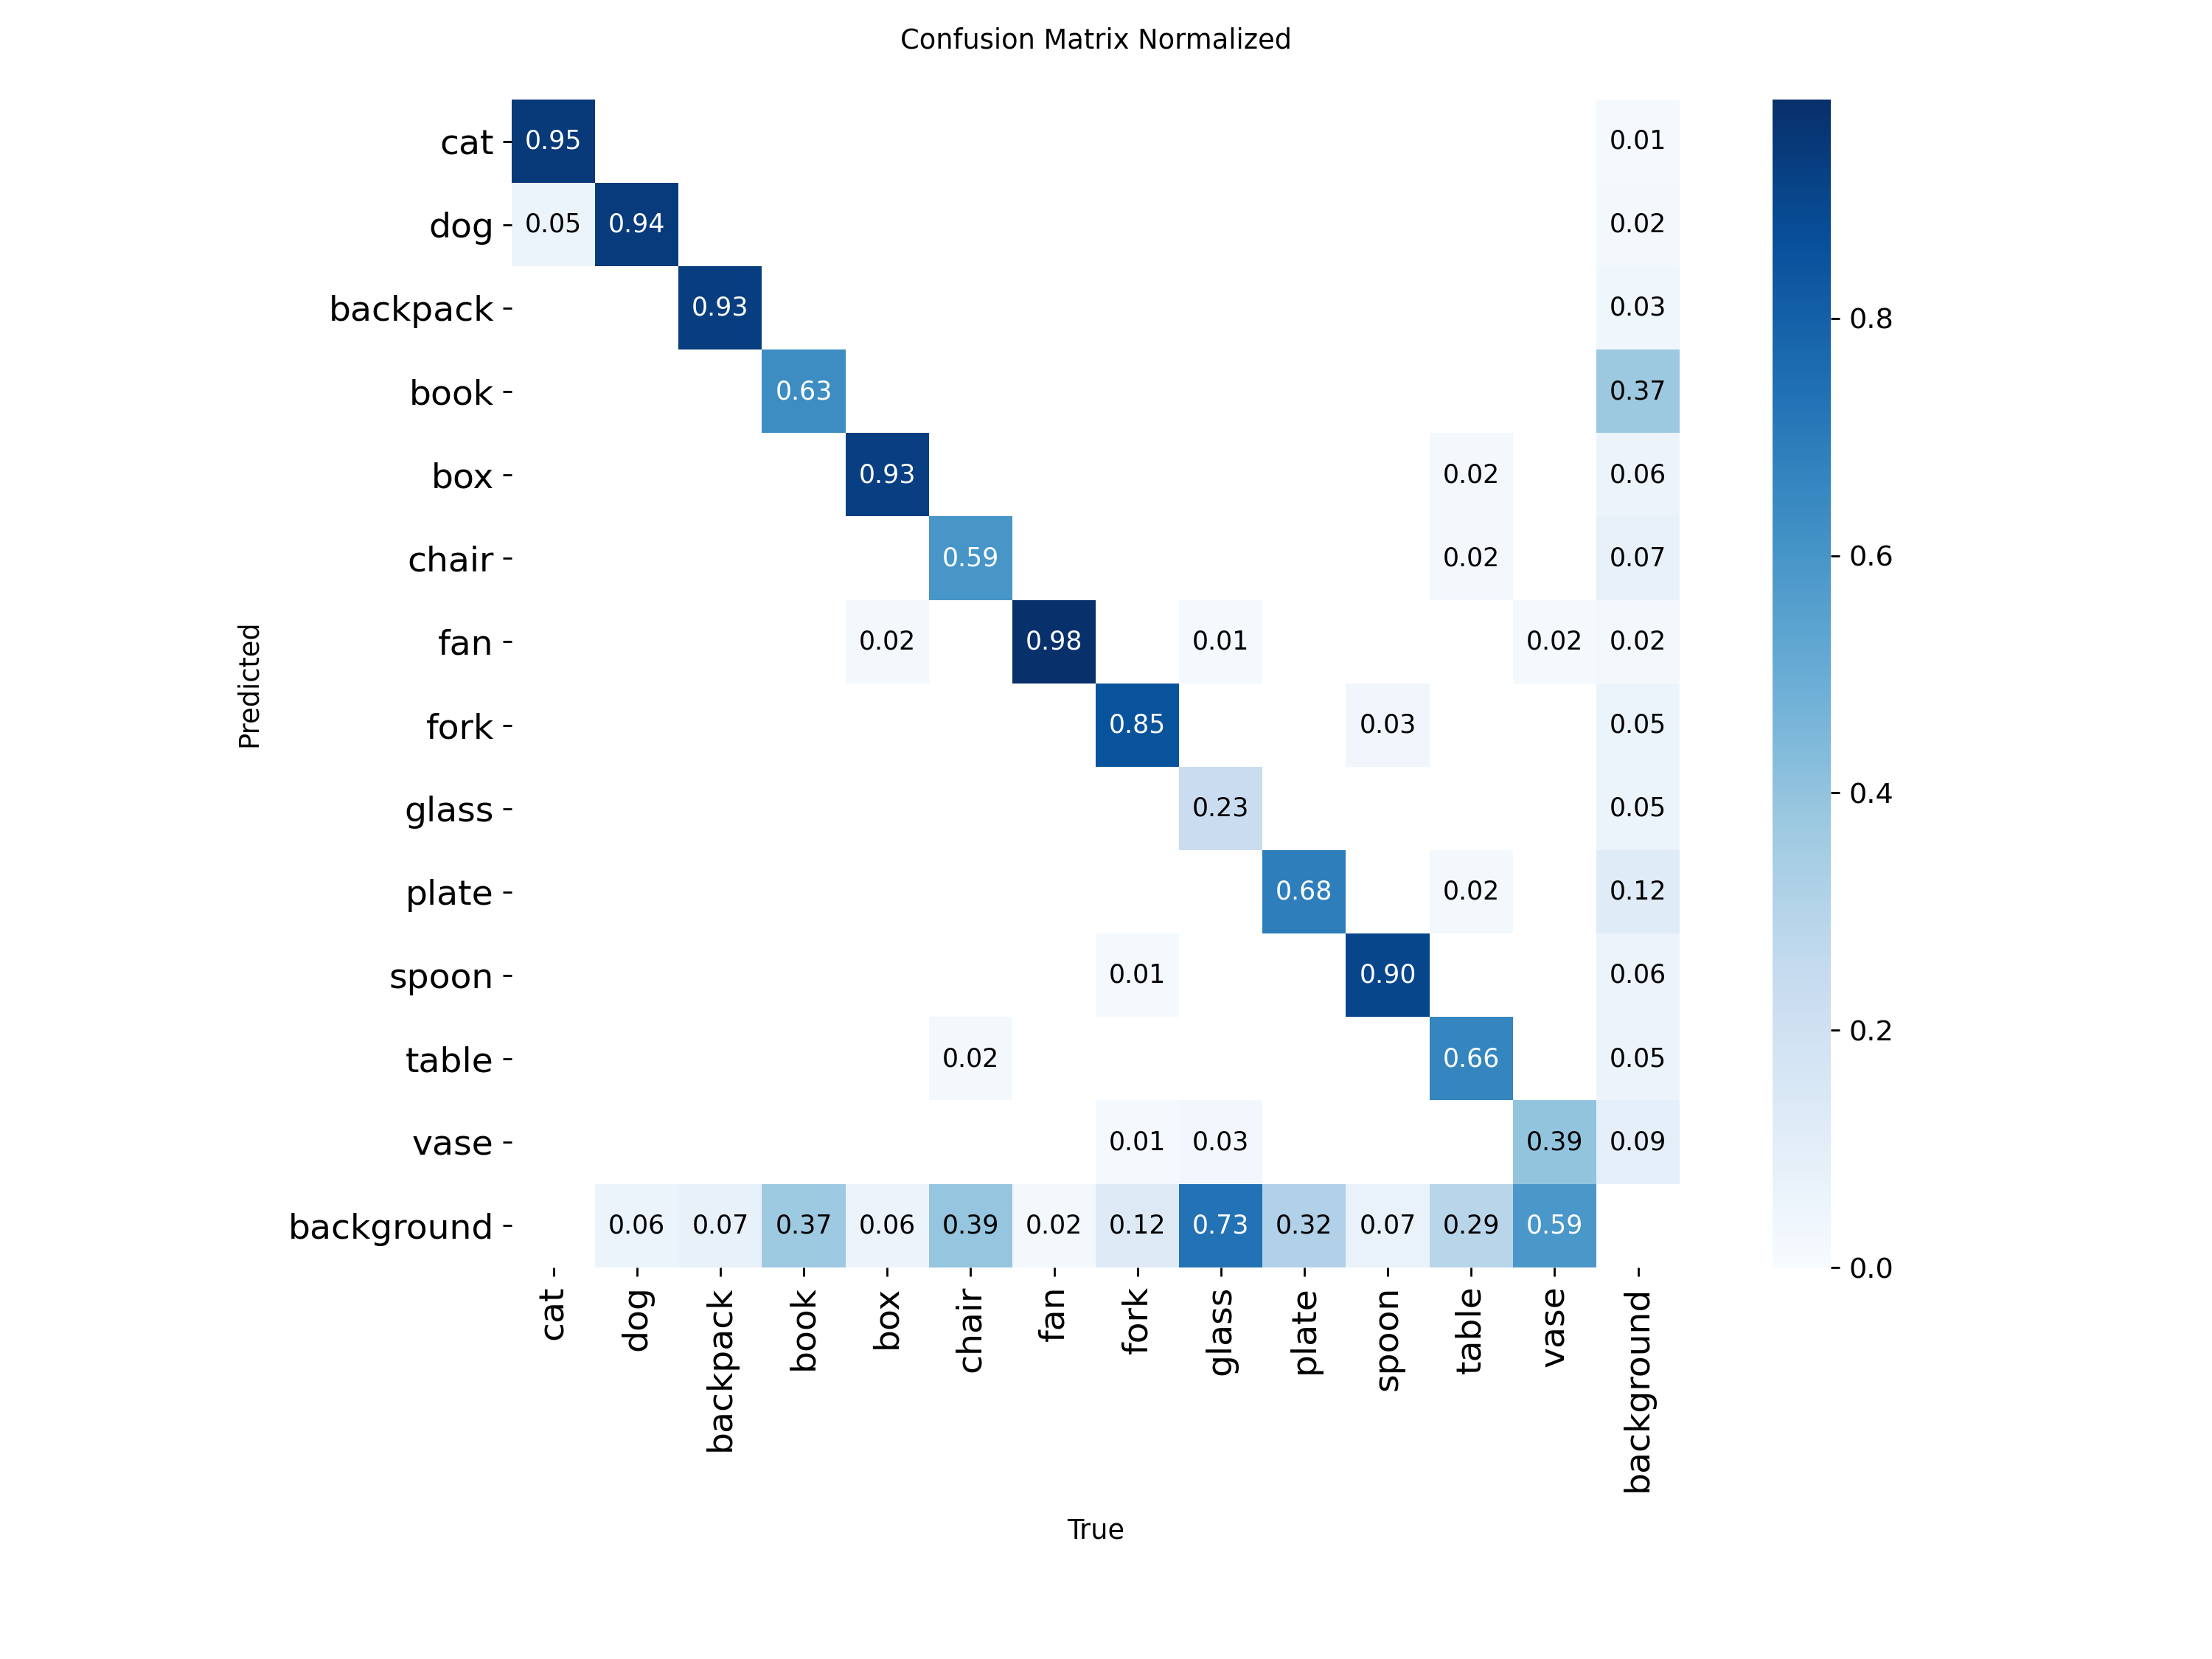 Confusion Matrix Normalized
cat 0.95 0.01
dog 0.05 0.94 0.02
backpack 0.93 0.03
book 0.63 0.37
box 0.93 0.02 0.06
chair 0.59 0.02 0.07
fan 0.02 0.98 0.01 0.02 0.02
fork 0.85 0.03 0.05
glass 0.23 0.05
plate 0.68 0.02 0.12
spoon 0.01 0.90 0.06
table 0.02 0.66 0.05
vase 0.01 0.03 0.39 0.09
background 0.06 0.07 0.37 0.06 0.39 0.02 0.12 0.73 0.32 0.07 0.29 0.59
cat dog backpack book box chair fan fork glass plate spoon table vase background
True
Predicted
0.8
0.6
0.4
0.2
0.0